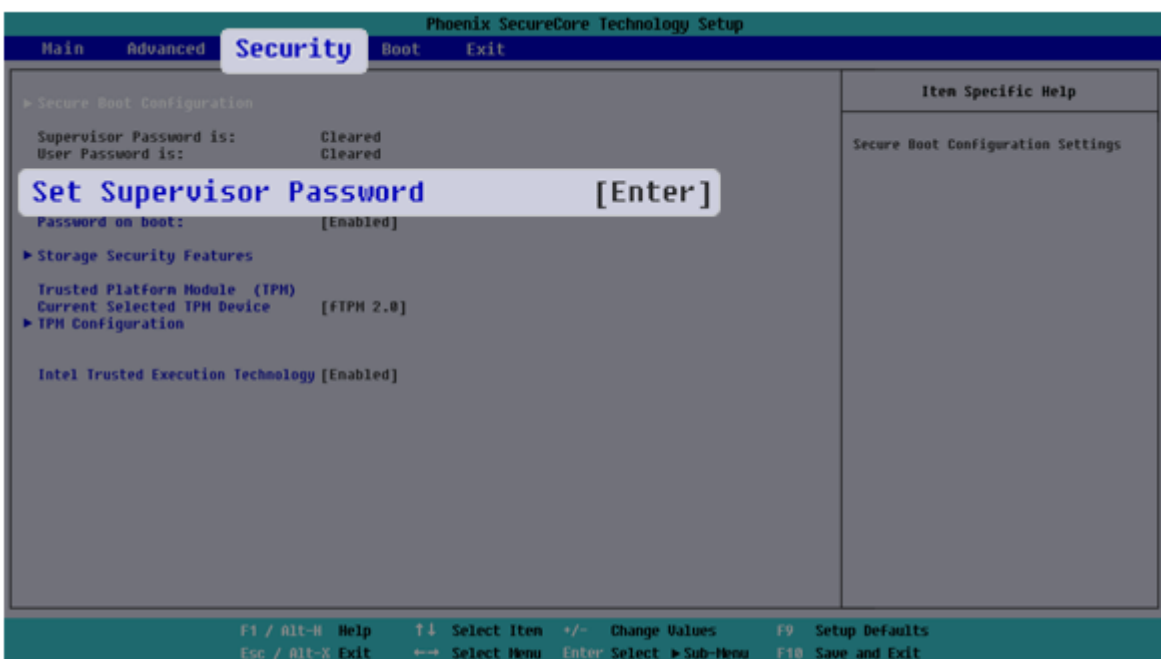 Phoenix SecureCore Technology Setup
Main Advanced Security Boot Exit
► Secure Boot Configuration
Supervisor Password is: Cleared
User Password is: Cleared
Set Supervisor Password [Enter]
Password on boot: [Enabled]
► Storage Security Features
Trusted Platform Module (TPM)
Current Selected TPM Device [fTPM 2.0]
► TPM Configuration
Intel Trusted Execution Technology [Enabled]
Item Specific Help
Secure Boot Configuration Settings
F1 / Alt-H Help ↑↓ Select Item +/- Change Values F9 Setup Defaults
Esc / Alt-X Exit ←→ Select Menu Enter Select ►Sub-Menu F10 Save and Exit